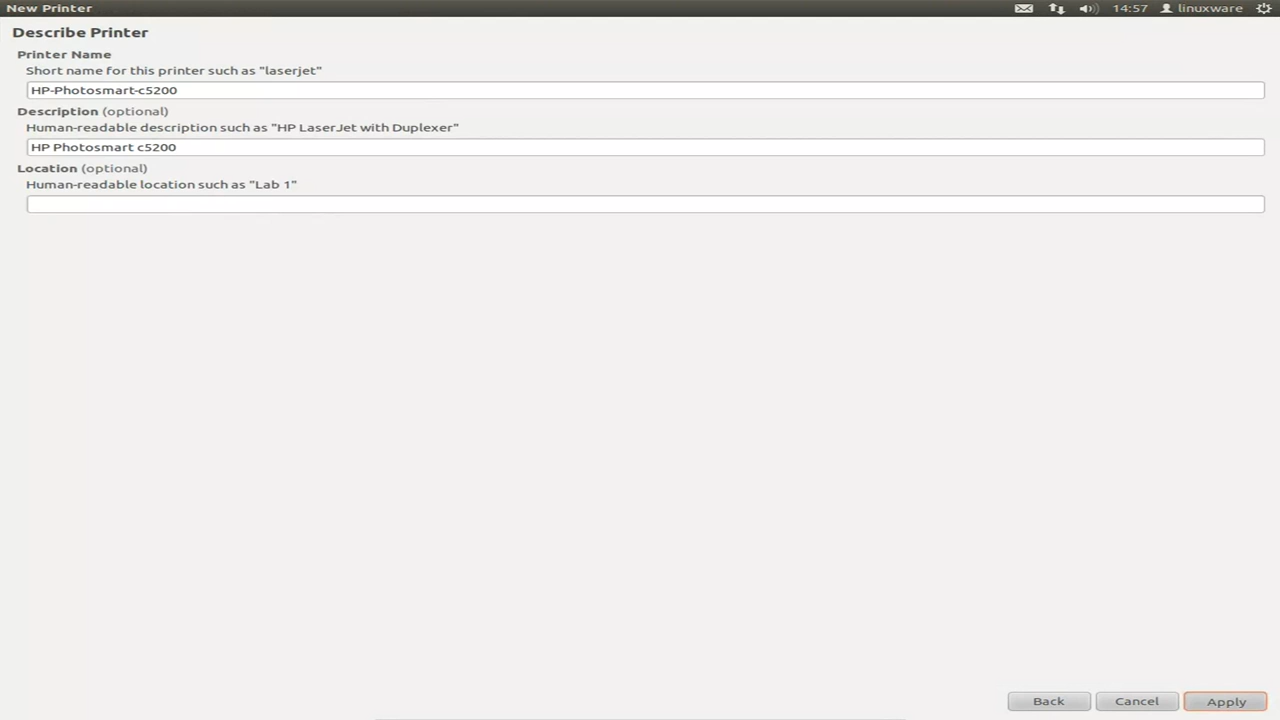 New Printer
14:57
linuxware
Describe Printer
Printer Name
Short name for this printer such as "laserjet"
HP-Photosmart-c5200
Description (optional)
Human-readable description such as "HP LaserJet with Duplexer"
HP Photosmart c5200
Location (optional)
Human-readable location such as "Lab 1"
Back
Cancel
Apply